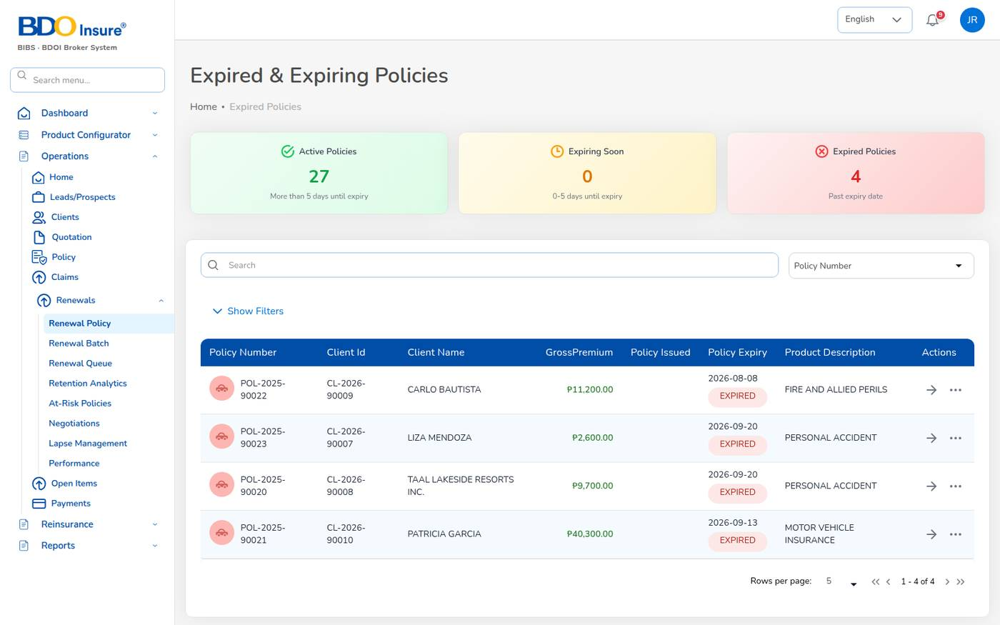 BDO Insure®
BIBS · BDOI Broker System
Search menu...
Dashboard
Product Configurator
Operations
Home
Leads/Prospects
Clients
Quotation
Policy
Claims
Renewals
Renewal Policy
Renewal Batch
Renewal Queue
Retention Analytics
At-Risk Policies
Negotiations
Lapse Management
Performance
Open Items
Payments
Reinsurance
Reports
English
9
JR
Expired & Expiring Policies
Home • Expired Policies
Active Policies
27
More than 5 days until expiry
Expiring Soon
0
0-5 days until expiry
Expired Policies
4
Past expiry date
Search
Policy Number
Show Filters
Policy Number Client Id Client Name GrossPremium Policy Issued Policy Expiry Product Description Actions
POL-2025-
90022
CL-2026-
90009
CARLO BAUTISTA
₱11,200.00
2026-08-08
EXPIRED
FIRE AND ALLIED PERILS
POL-2025-
90023
CL-2026-
90007
LIZA MENDOZA
₱2,600.00
2026-09-20
EXPIRED
PERSONAL ACCIDENT
POL-2025-
90020
CL-2026-
90008
TAAL LAKESIDE RESORTS
INC.
₱9,700.00
2026-09-20
EXPIRED
PERSONAL ACCIDENT
POL-2025-
90021
CL-2026-
90010
PATRICIA GARCIA
₱40,300.00
2026-09-13
EXPIRED
MOTOR VEHICLE
INSURANCE
Rows per page: 5 1 - 4 of 4